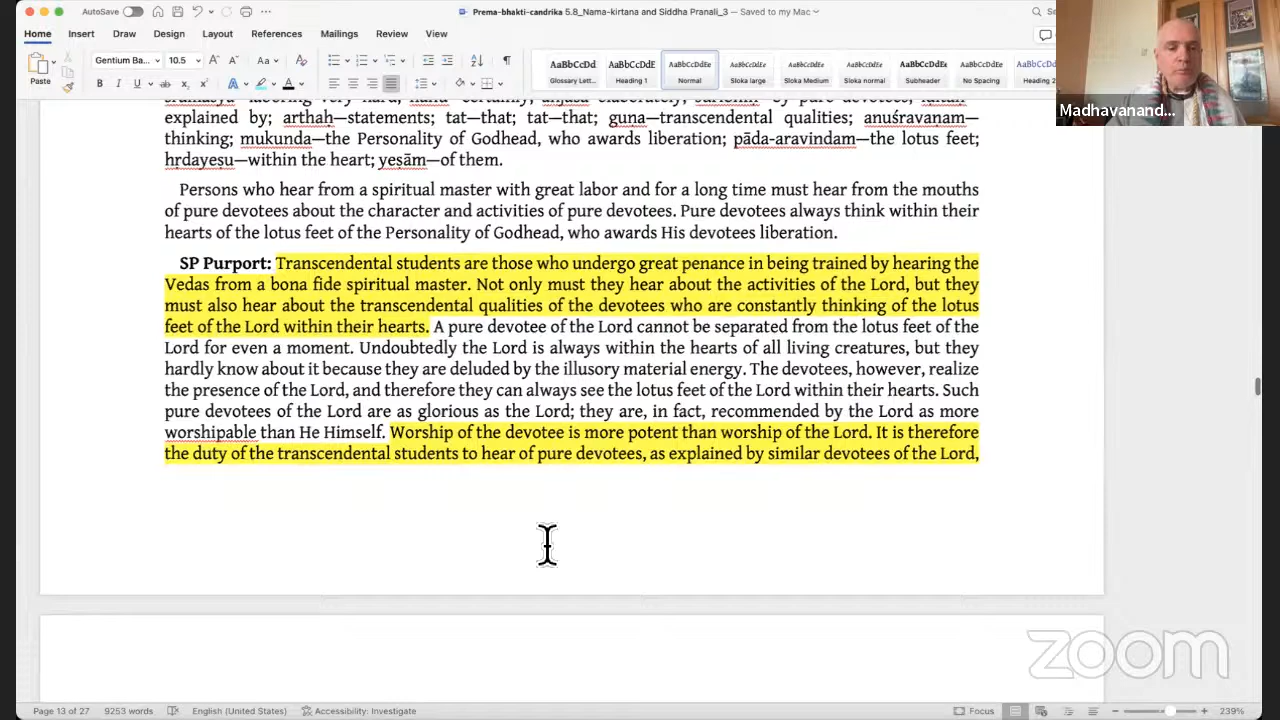 AutoSave
Prema-bhakti-candrika 5.8_Nama-kirtana and Siddha Pranali_3 — Saved to my Mac
Home Insert Draw Design Layout References Mailings Review View
Paste
Gentium Ba... 10.5
AaBbCcDd AaBbCcDc AaBbCcDdEe AaBbCcDdEe AaBbCcDdEe AaBbCcDdEe AaBbCcDdEe AaBbCcDdEe AaBbCcDd
Glossary Lett... Heading 1 Normal Sloka large Sloka Medium Sloka normal Subheader No Spacing Heading 2
Madhavanand...
explained by; arthah—statements; tat—that; tat—that; guna—transcendental qualities; anuśravanam—
thinking; mukunda—the Personality of Godhead, who awards liberation; pāda-aravindam—the lotus feet;
hrdayesu—within the heart; yesām—of them.
Persons who hear from a spiritual master with great labor and for a long time must hear from the mouths
of pure devotees about the character and activities of pure devotees. Pure devotees always think within their
hearts of the lotus feet of the Personality of Godhead, who awards His devotees liberation.
SP Purport: Transcendental students are those who undergo great penance in being trained by hearing the
Vedas from a bona fide spiritual master. Not only must they hear about the activities of the Lord, but they
must also hear about the transcendental qualities of the devotees who are constantly thinking of the lotus
feet of the Lord within their hearts. A pure devotee of the Lord cannot be separated from the lotus feet of the
Lord for even a moment. Undoubtedly the Lord is always within the hearts of all living creatures, but they
hardly know about it because they are deluded by the illusory material energy. The devotees, however, realize
the presence of the Lord, and therefore they can always see the lotus feet of the Lord within their hearts. Such
pure devotees of the Lord are as glorious as the Lord; they are, in fact, recommended by the Lord as more
worshipable than He Himself. Worship of the devotee is more potent than worship of the Lord. It is therefore
the duty of the transcendental students to hear of pure devotees, as explained by similar devotees of the Lord,
zoom
Page 13 of 27 9253 words English (United States) Accessibility: Investigate Focus 239%